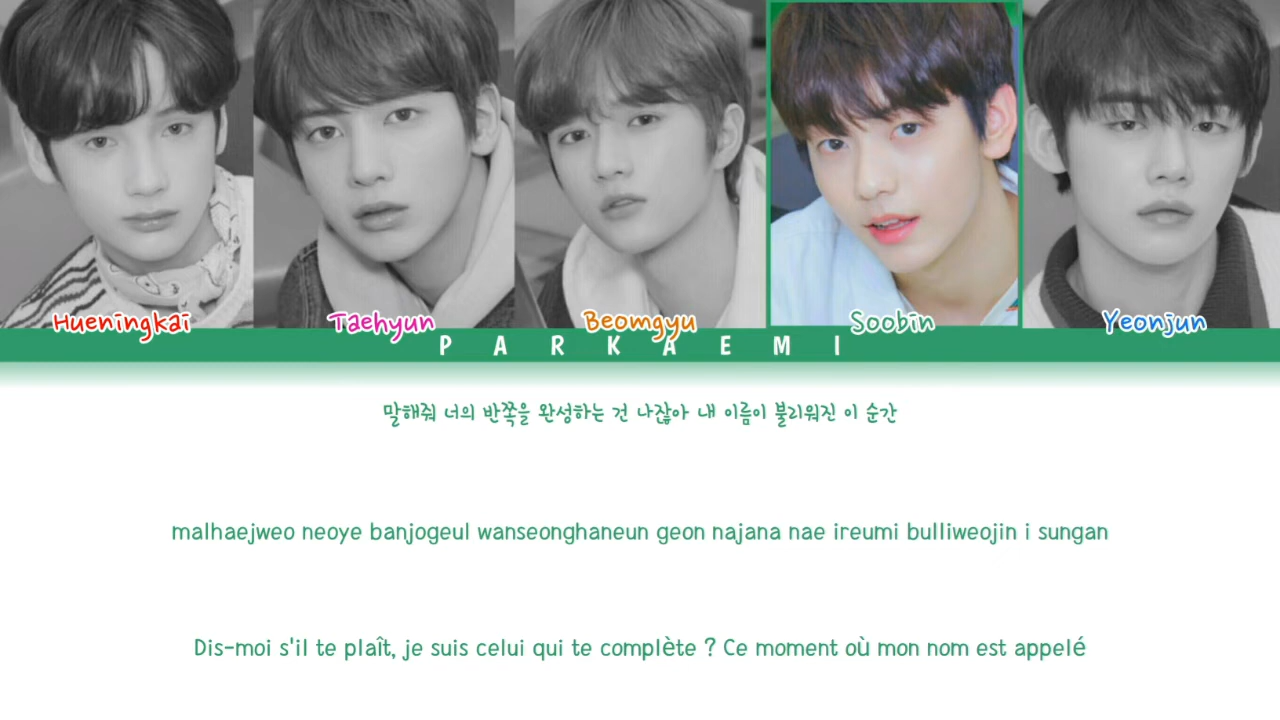 Hueningkai
Taehyun
Beomgyu
Soobin
Yeonjun
PARKAEMI
말해줘 너의 반쪽을 완성하는 건 나잖아 내 이름이 불리워진 이 순간
malhaejweo neoye banjogeul wanseonghaneun geon najana nae ireumi bulliweojin i sungan
Dis-moi s'il te plaît, je suis celui qui te complète ? Ce moment où mon nom est appelé